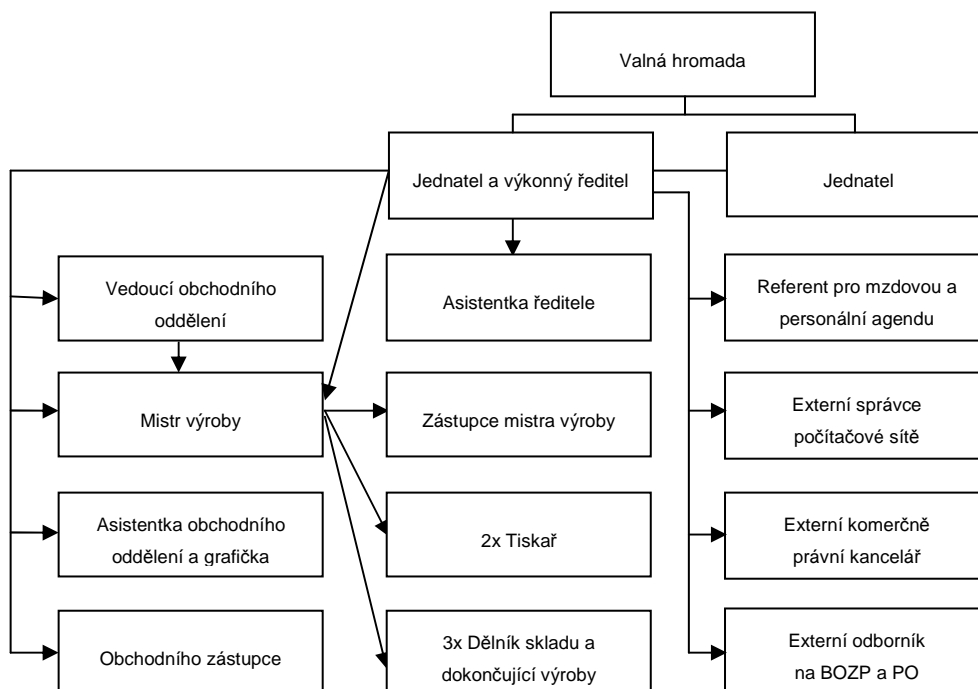 Valná hromada
Jednatel a výkonný ředitel
Jednatel
Vedoucí obchodního
oddělení
Asistentka ředitele
Referent pro mzdovou a
personální agendu
Mistr výroby
Zástupce mistra výroby
Externí správce
počítačové sítě
Asistentka obchodního
oddělení a grafička
2x Tiskař
Externí komerčně
právní kancelář
Obchodního zástupce
3x Dělník skladu a
dokončující výroby
Externí odborník
na BOZP a PO